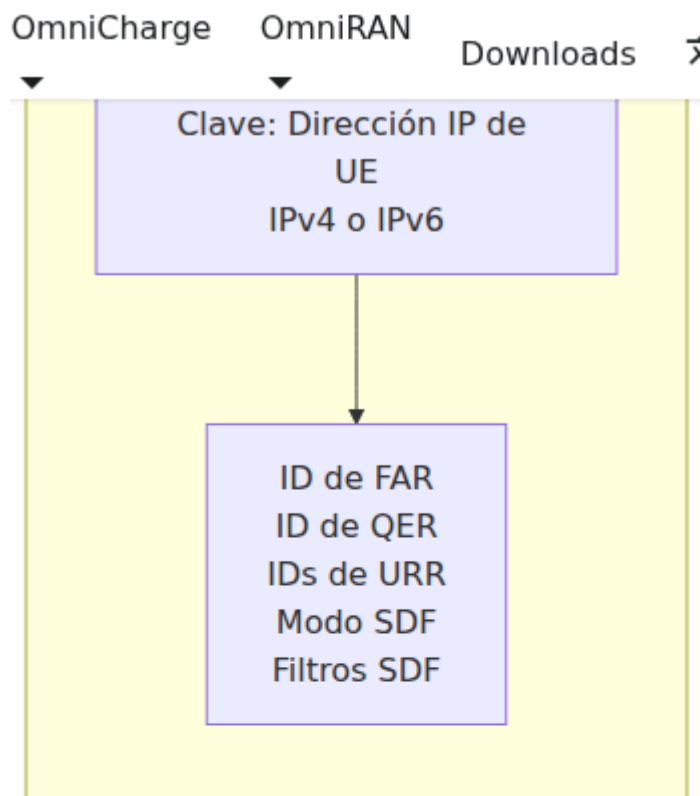 OmniCharge
OmniRAN
Downloads
Clave: Dirección IP de
UE
IPv4 o IPv6
ID de FAR
ID de QER
IDs de URR
Modo SDF
Filtros SDF